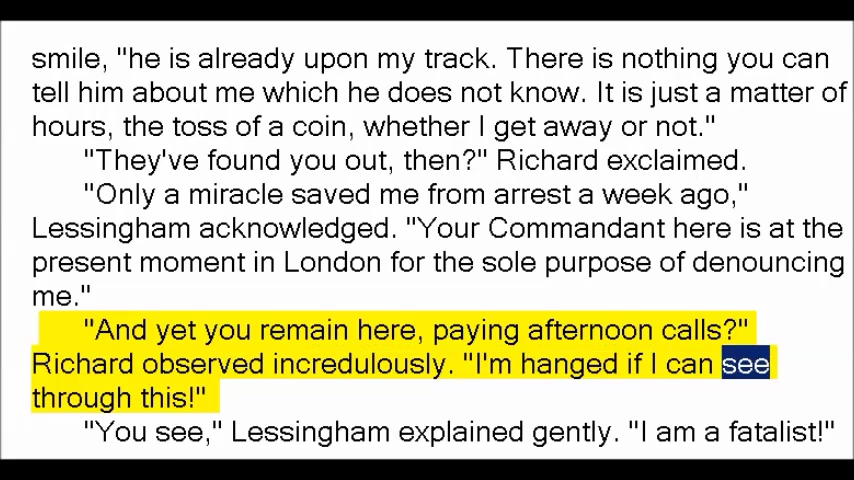 smile, "he is already upon my track. There is nothing you can
tell him about me which he does not know. It is just a matter of
hours, the toss of a coin, whether I get away or not."
"They've found you out, then?" Richard exclaimed.
"Only a miracle saved me from arrest a week ago,"
Lessingham acknowledged. "Your Commandant here is at the
present moment in London for the sole purpose of denouncing
me."
"And yet you remain here, paying afternoon calls?"
Richard observed incredulously. "I'm hanged if I can see
through this!"
"You see," Lessingham explained gently. "I am a fatalist!"